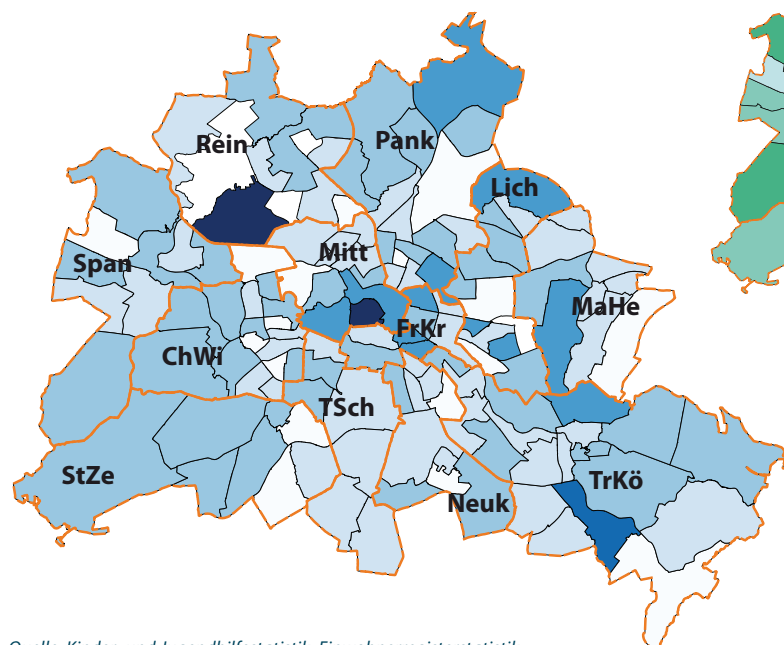 Rein
Pank
Lich
Mitt
Span
MaHe
FrKr
ChWi
TSch
StZe
TrKö
Neuk